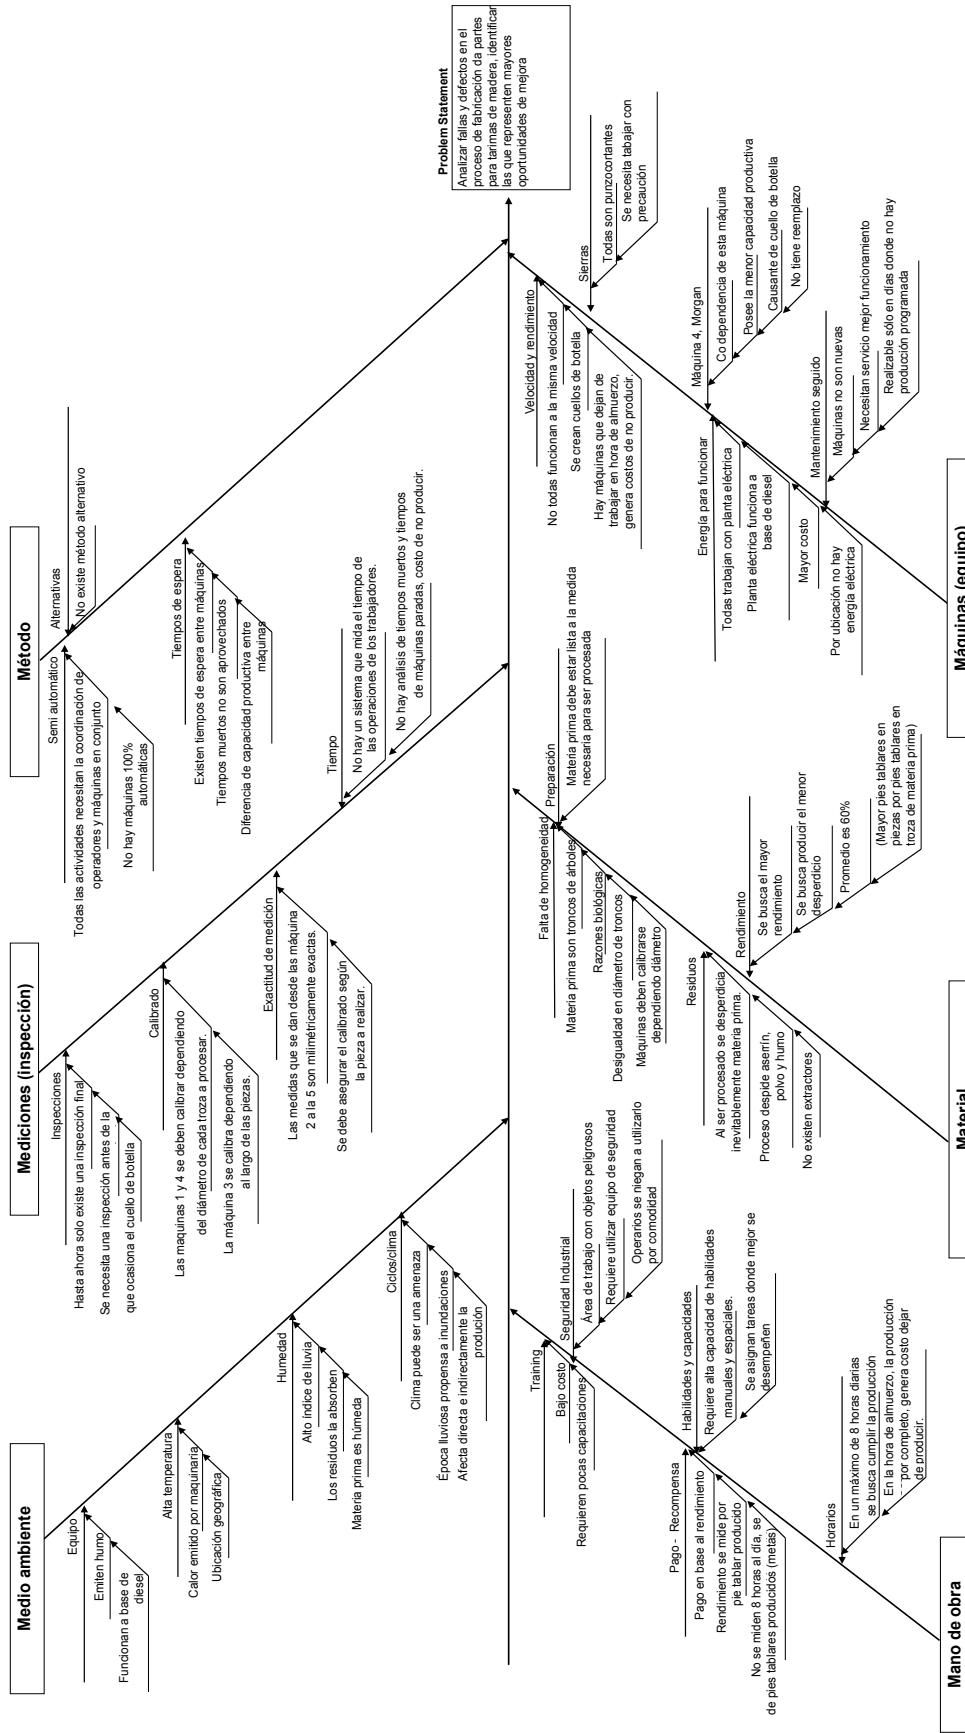 Medio ambiente
Equipo
Emiten humo
Funcionan a base de
diesel
Alta temperatura
Calor emitido por maquinaria
Ubicación geográfica
Humedad
Alto índice de lluvia
Los residuos la absorben
Materia prima es húmeda
Ciclos/clima
Clima puede ser una amenaza
Época lluviosa propensa a inundaciones
Afecta directa e indirectamente la
produción
Mediciones (inspección)
Inspecciones
Hasta ahora solo existe una inspección final
Se necesita una inspección antes de la
que ocasiona el cuello de botella
Calibrado
Las maquinas 1 y 4 se deben calibrar dependiendo
del diámetro de cada troza a procesar.
La máquina 3 se calibra dependiendo
al largo de las piezas.
Exactitud de medición
Las medidas que se dan desde las máquina
2 a la 5 son milimétricamente exactas.
Se debe asegurar el calibrado según
la pieza a realizar.
Tiempo
No hay un sistema que mida el tiempo de
las operaciones de los trabajadores.
No hay análisis de tiempos muertos y tiempos
de máquinas paradas, costo de no producir.
Método
Semi automático
Todas las actividades necesitan la coordinación de
operadores y máquinas en conjunto
No hay máquinas 100%
automáticas
Alternativas
No existe método alternativo
Tiempos de espera
Existen tiempos de espera entre máquinas
Tiempos muertos no son aprovechados
Diferencia de capacidad productiva entre
máquinas
Problem Statement
Analizar fallas y defectos en el
proceso de fabricación da partes
para tarimas de madera, identificar
las que representen mayores
oportunidades de mejora
Training
Bajo costo
Requieren pocas capacitaciones
Seguridad Industrial
Área de trabajo con objetos peligrosos
Requiere utilizar equipo de seguridad
Operarios se niegan a utilizarlo
por comodidad
Pago - Recompensa
Pago en base al rendimiento
Rendimiento se mide por
pie tablar producido
No se miden 8 horas al día, se
de pies tablares producidos (metas)
Habilidades y capacidades
Requiere alta capacidad de habilidades
manuales y espaciales.
Se asignan tareas donde mejor se
desempeñen
Horarios
En un máximo de 8 horas diarias
se busca cumplir la producción
En la hora de almuerzo, la producción
por completo, genera costo dejar
de producir.
Mano de obra
Falta de homogeneidad
Materia prima son troncos de árboles
Razones biológicas
Desigualdad en diámetro de troncos
Máquinas deben calibrarse
dependiendo diámetro
Preparación
Materia prima debe estar lista a la medida
necesaria para ser procesada
Residuos
Al ser procesado se desperdicia
inevitablemente materia prima.
Proceso despide aserrín,
polvo y humo
No existen extractores
Rendimiento
Se busca el mayor
rendimiento
Se busca producir el menor
desperdicio
Promedio es 60%
(Mayor pies tablares en
piezas por pies tablares en
troza de materia prima)
Material
Velocidad y rendimiento
No todas funcionan a la misma velocidad
Se crean cuellos de botella
Hay máquinas que dejan de
trabajar en hora de almuerzo,
genera costos de no producir.
Sierras
Todas son punzocortantes
Se necesita tabajar con
precaución
Energía para funcionar
Todas trabajan con planta eléctrica
Planta eléctrica funciona a
base de diesel
Mayor costo
Por ubicación no hay
energía eléctrica
Máquina 4, Morgan
Co dependencia de esta máquina
Posee la menor capacidad productiva
Causante de cuello de botella
No tiene reemplazo
Mantenimiento seguido
Máquinas no son nuevas
Necesitan servicio mejor funcionamiento
Realizable sólo en días donde no hay
producción programada
Máquinas (equipo)